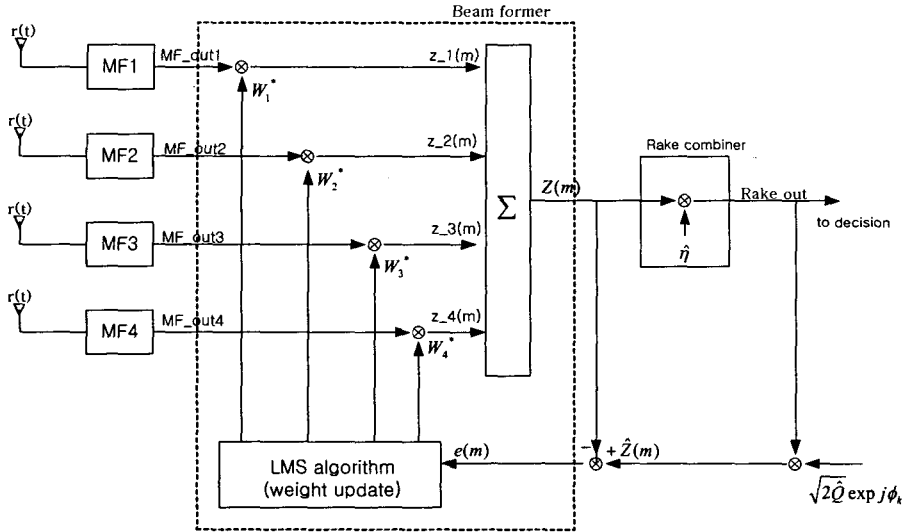 Beam former
r(t)
MF1
MF_out1
W₁*
z_1(m)
r(t)
MF2
MF_out2
W₂*
z_2(m)
r(t)
MF3
MF_out3
W₃*
z_3(m)
r(t)
MF4
MF_out4
W₄*
z_4(m)
Σ
Z(m)
Rake combiner
η̂
Rake out
to decision
LMS algorithm
(weight update)
e(m)
- + Ẑ(m)
√2Q̂ exp jϕₖ